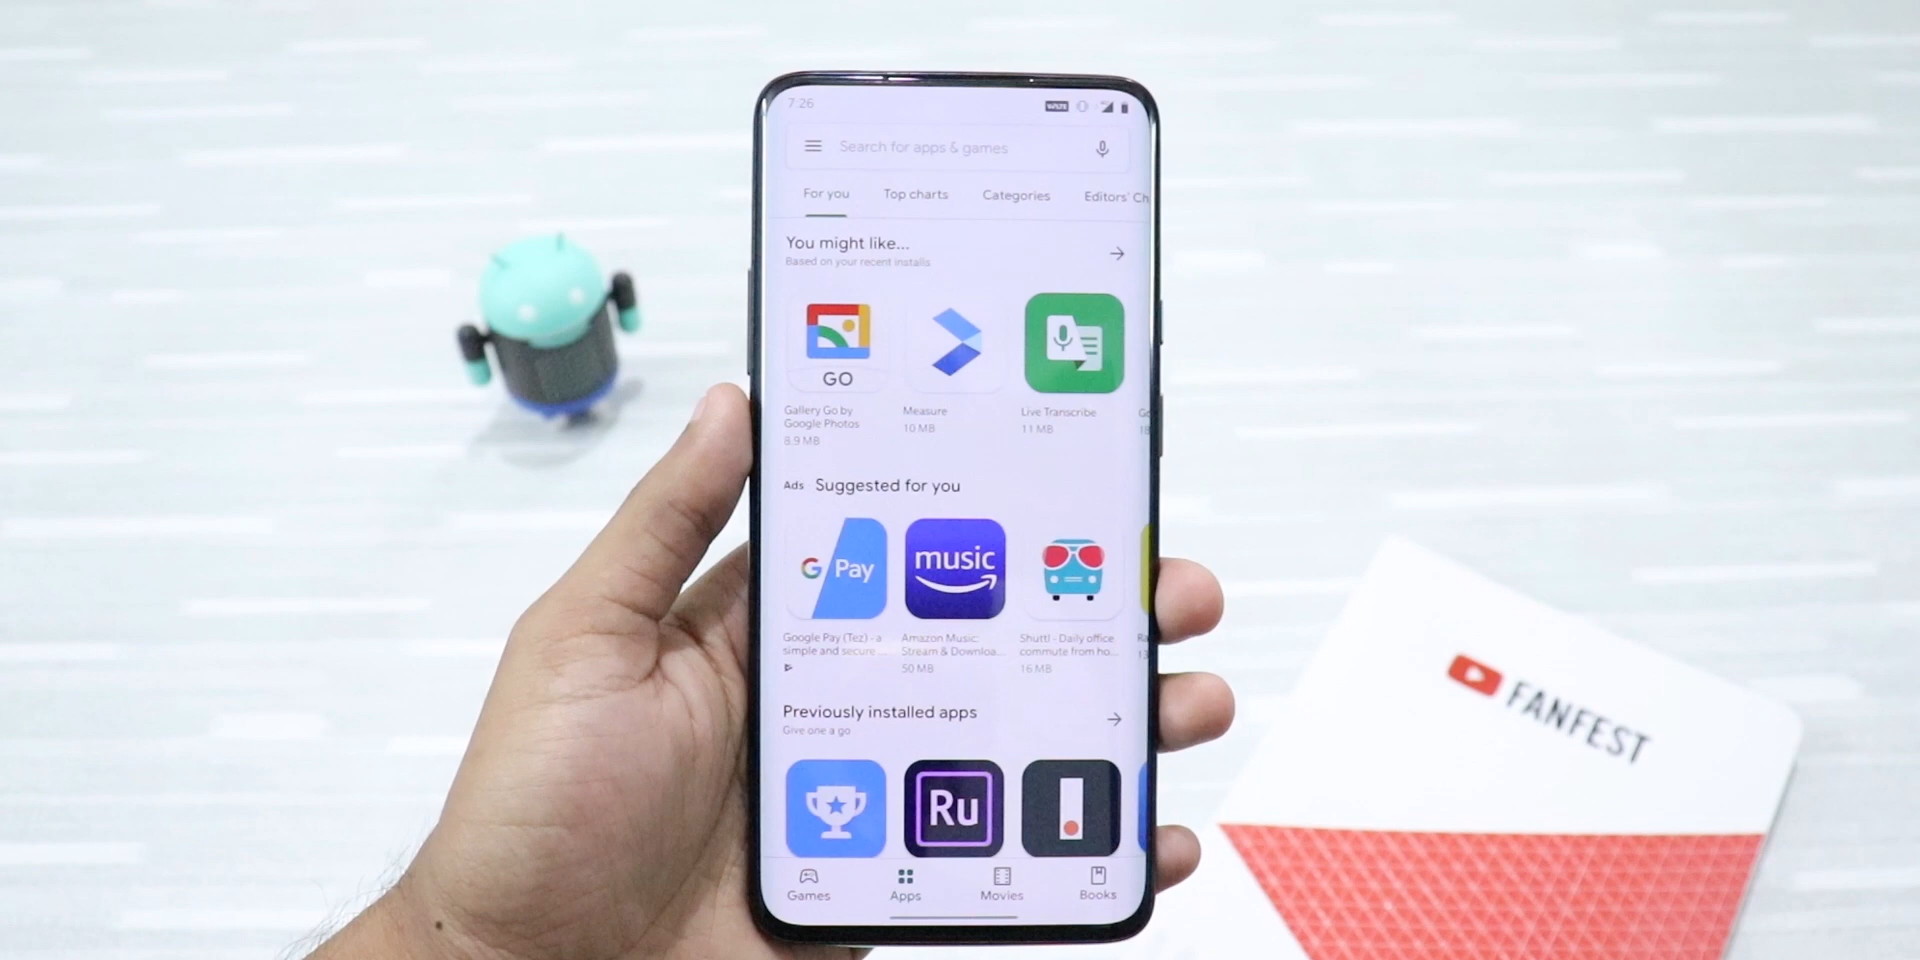 7:26
VoLTE
Search for apps & games
For you Top charts Categories Editors' Ch
You might like...
Based on your recent installs
GO
Gallery Go by
Google Photos
8.9 MB
Measure
10 MB
Live Transcribe
11 MB
Ads Suggested for you
G Pay
music
Google Pay (Tez) - a
simple and secure ...
Amazon Music:
Stream & Downloa...
50 MB
Shuttl - Daily office
commute from ho...
16 MB
Previously installed apps
Give one a go
Ru
Games Apps Movies Books
FANFEST